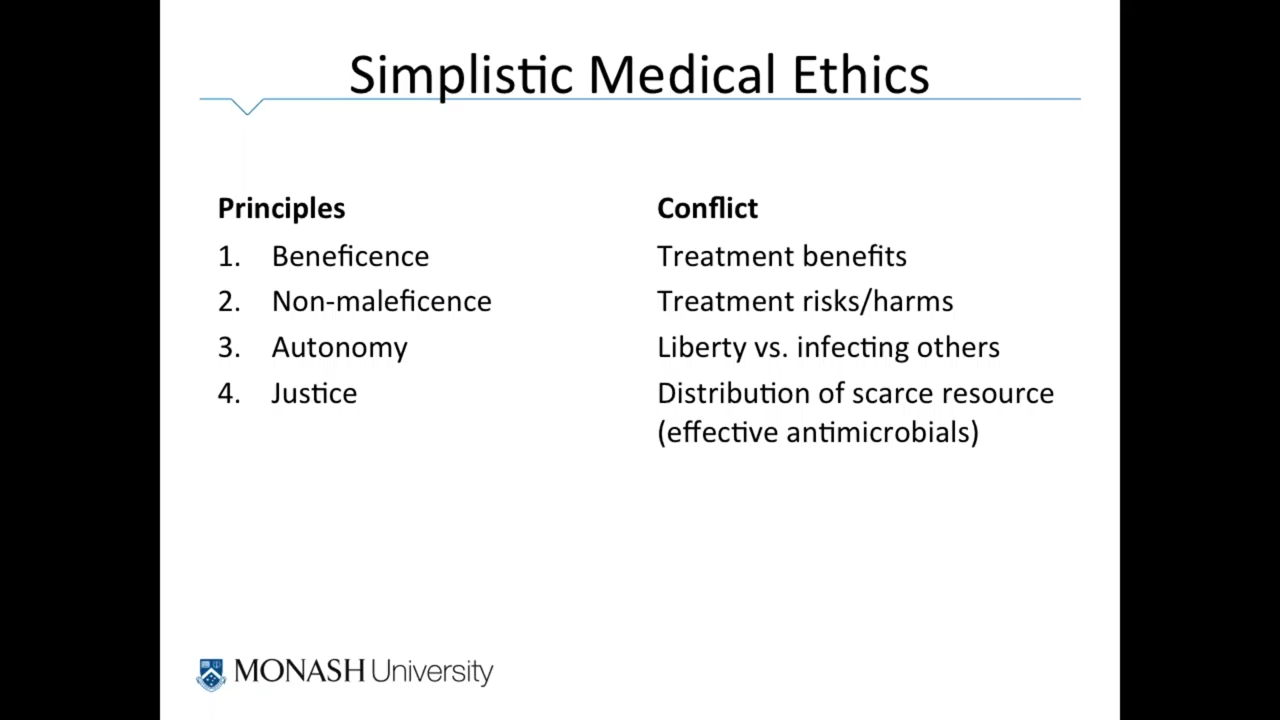 Simplistic Medical Ethics
Principles
1. Beneficence
2. Non-maleficence
3. Autonomy
4. Justice
Conflict
Treatment benefits
Treatment risks/harms
Liberty vs. infecting others
Distribution of scarce resource
(effective antimicrobials)
MONASH University